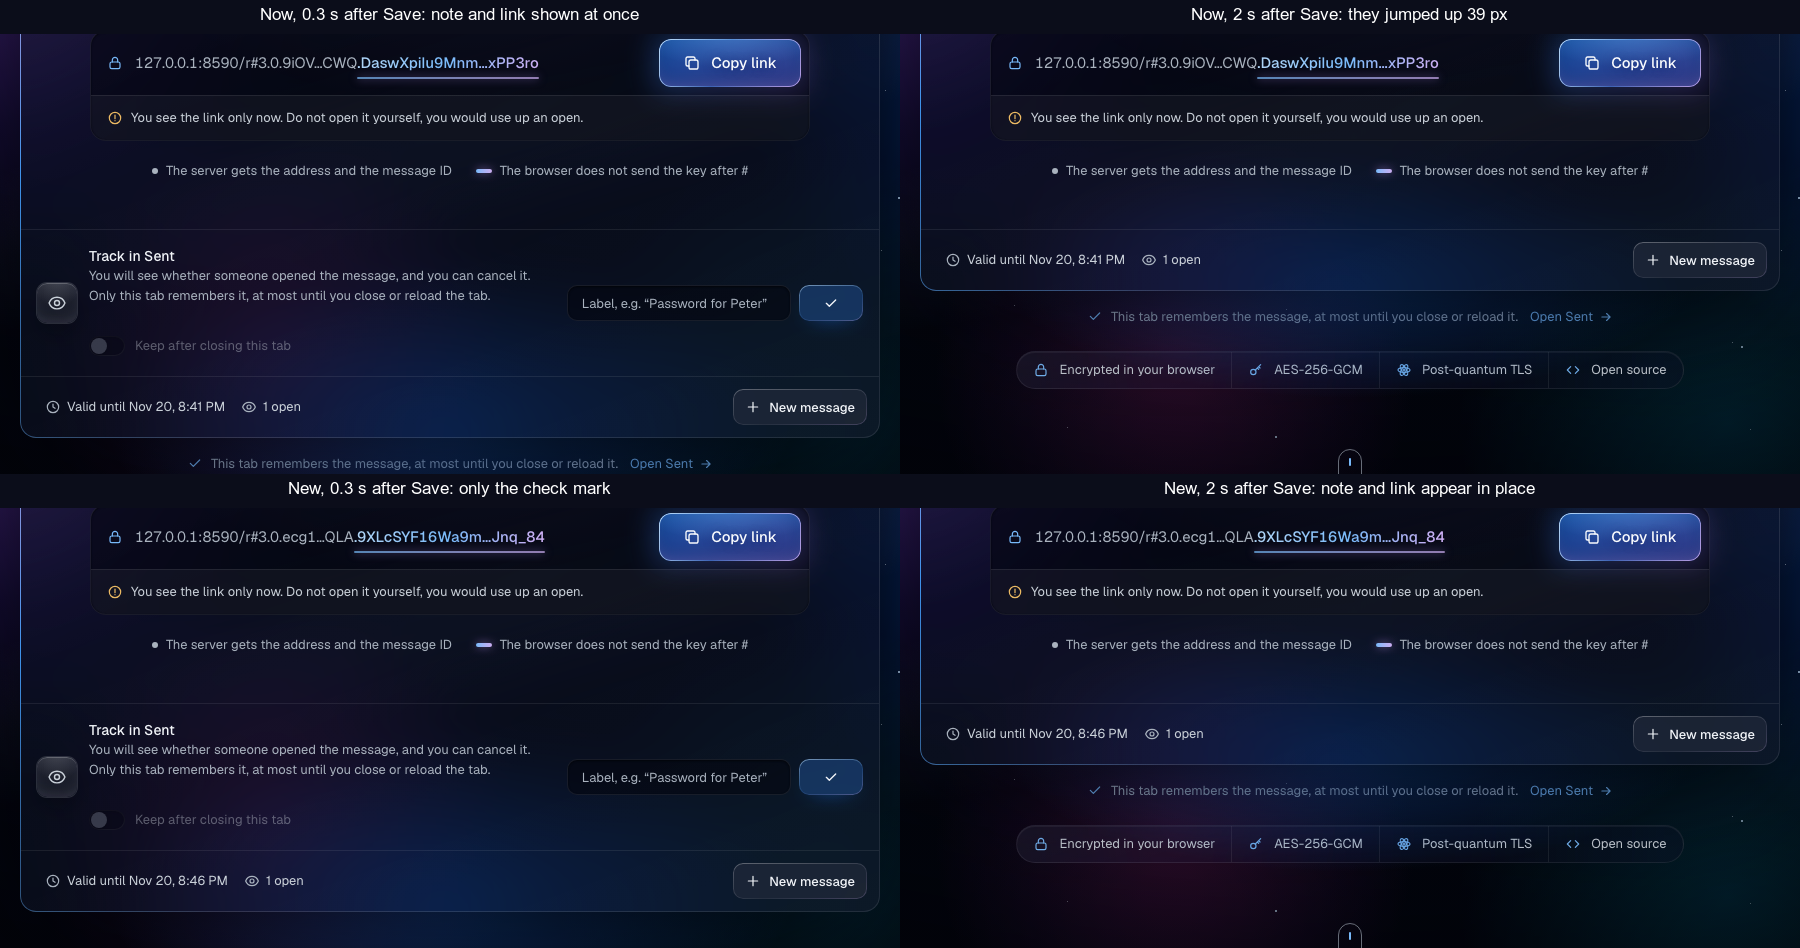 Now, 0.3 s after Save: note and link shown at once
127.0.0.1:8590/r#3.0.9iOV...CWQ.DaswXpilu9Mnm...xPP3ro
Copy link
You see the link only now. Do not open it yourself, you would use up an open.
The server gets the address and the message ID
The browser does not send the key after #
Track in Sent
You will see whether someone opened the message, and you can cancel it.
Only this tab remembers it, at most until you close or reload the tab.
Label, e.g. “Password for Peter”
Keep after closing this tab
Valid until Nov 20, 8:41 PM
1 open
New message
This tab remembers the message, at most until you close or reload it.
Open Sent →
Now, 2 s after Save: they jumped up 39 px
127.0.0.1:8590/r#3.0.9iOV...CWQ.DaswXpilu9Mnm...xPP3ro
Copy link
You see the link only now. Do not open it yourself, you would use up an open.
The server gets the address and the message ID
The browser does not send the key after #
Valid until Nov 20, 8:41 PM
1 open
New message
This tab remembers the message, at most until you close or reload it.
Open Sent →
Encrypted in your browser
AES-256-GCM
Post-quantum TLS
Open source
New, 0.3 s after Save: only the check mark
127.0.0.1:8590/r#3.0.ecg1...QLA.9XLcSYF16Wa9m...Jnq_84
Copy link
You see the link only now. Do not open it yourself, you would use up an open.
The server gets the address and the message ID
The browser does not send the key after #
Track in Sent
You will see whether someone opened the message, and you can cancel it.
Only this tab remembers it, at most until you close or reload the tab.
Label, e.g. “Password for Peter”
Keep after closing this tab
Valid until Nov 20, 8:46 PM
1 open
New message
New, 2 s after Save: note and link appear in place
127.0.0.1:8590/r#3.0.ecg1...QLA.9XLcSYF16Wa9m...Jnq_84
Copy link
You see the link only now. Do not open it yourself, you would use up an open.
The server gets the address and the message ID
The browser does not send the key after #
Valid until Nov 20, 8:46 PM
1 open
New message
This tab remembers the message, at most until you close or reload it.
Open Sent →
Encrypted in your browser
AES-256-GCM
Post-quantum TLS
Open source